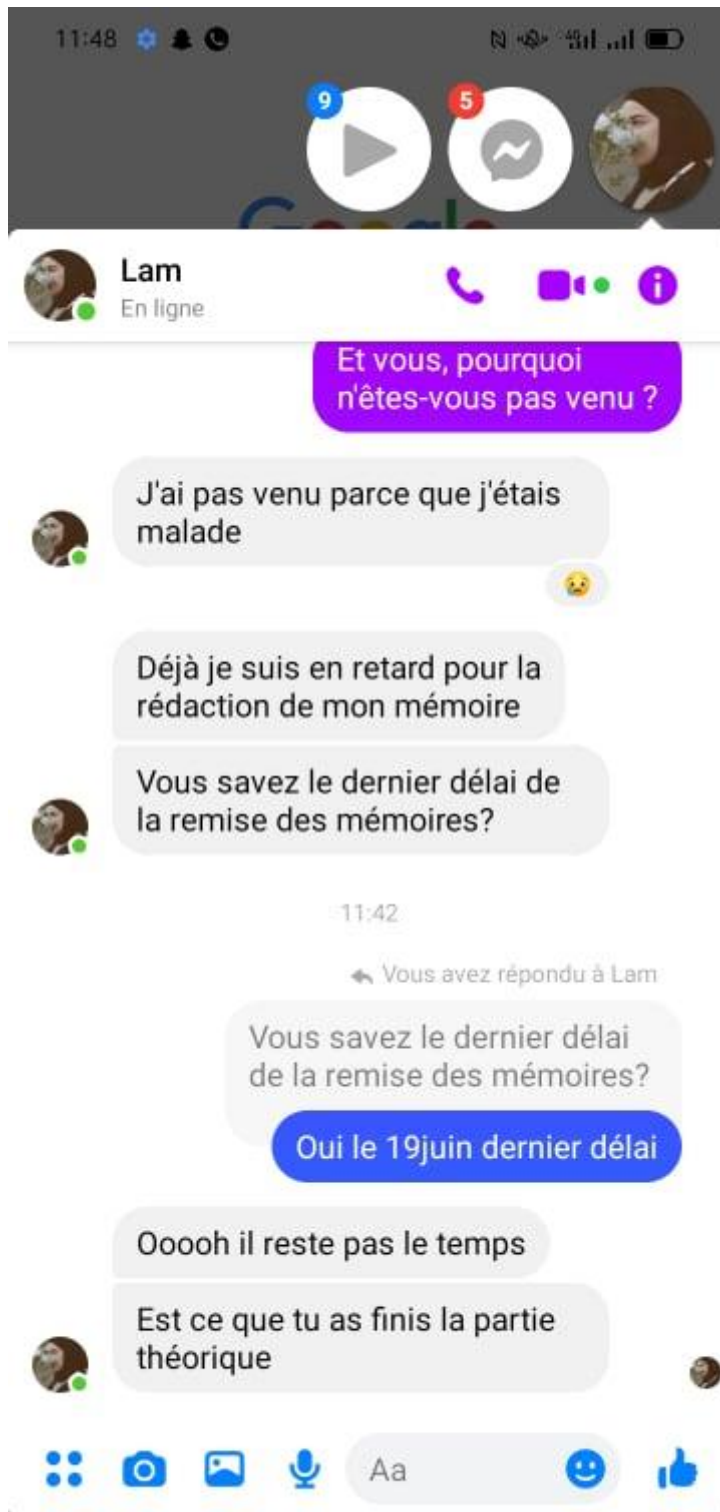 11:48
4G
9
5
Google
Lam
En ligne
Et vous, pourquoi
n'êtes-vous pas venu ?
J'ai pas venu parce que j'étais
malade
Déjà je suis en retard pour la
rédaction de mon mémoire
Vous savez le dernier délai de
la remise des mémoires?
11:42
Vous avez répondu à Lam
Vous savez le dernier délai
de la remise des mémoires?
Oui le 19juin dernier délai
Ooooh il reste pas le temps
Est ce que tu as finis la partie
théorique
Aa